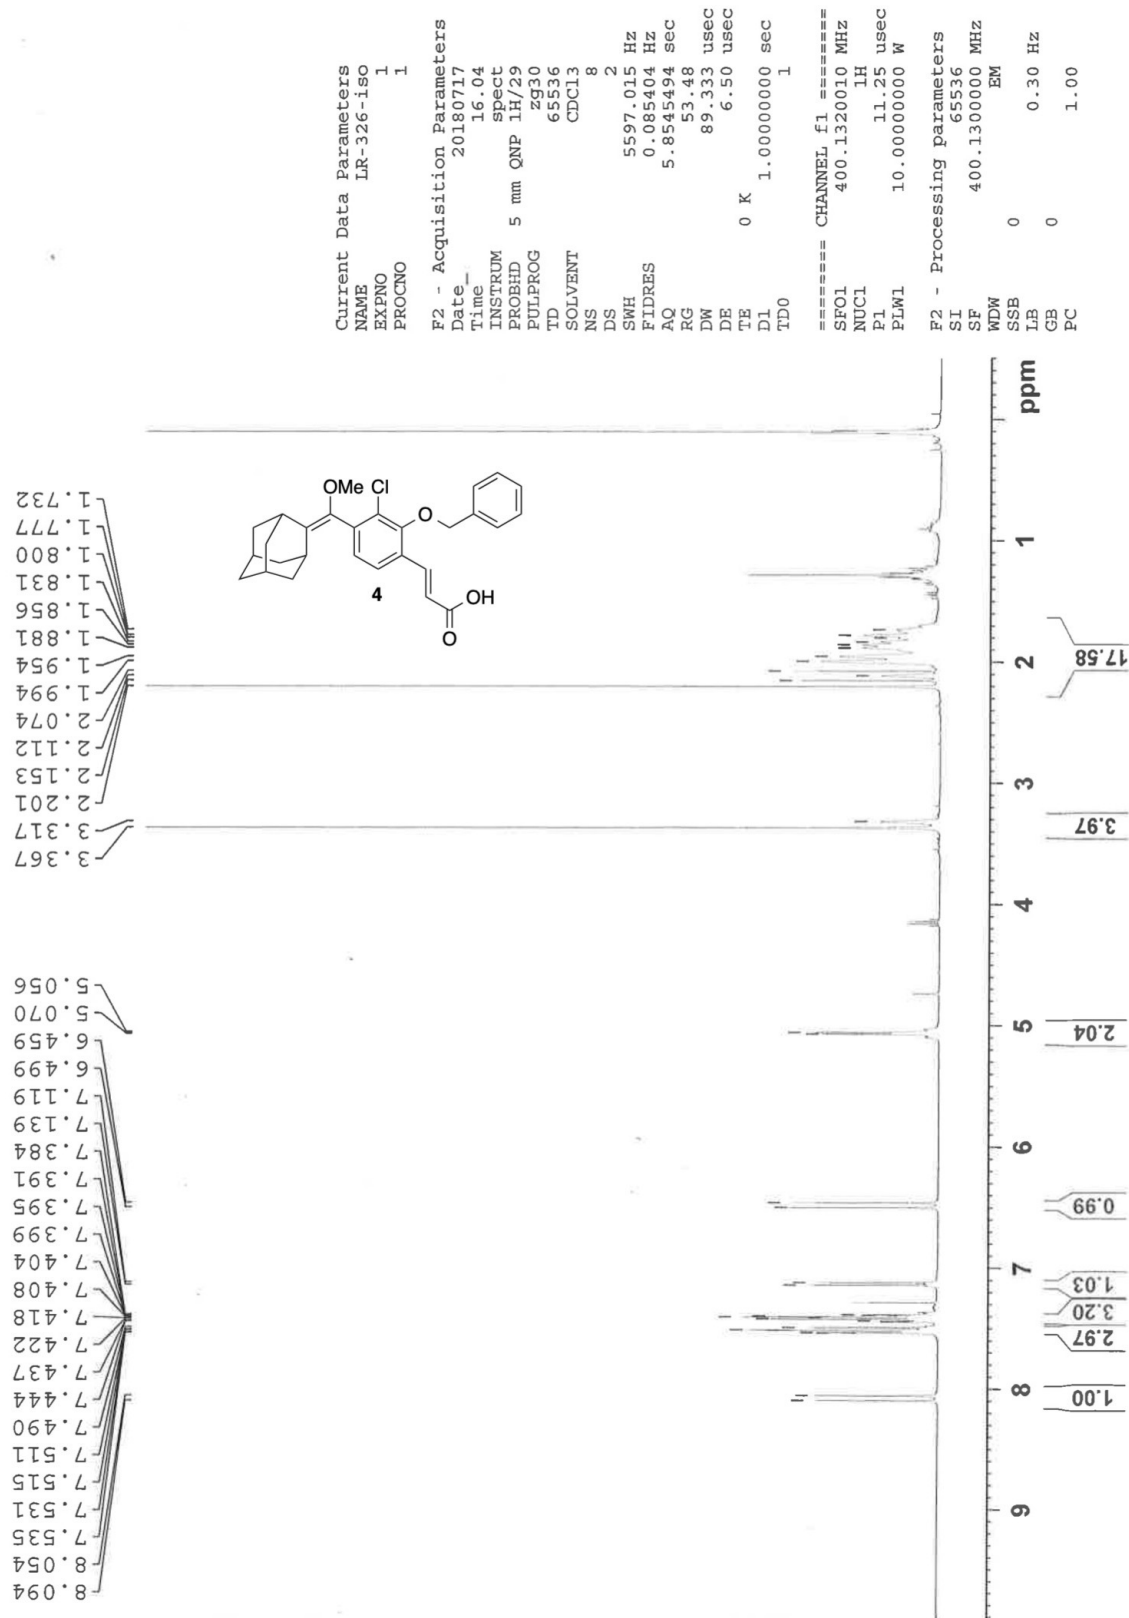 Current Data Parameters
NAME LR-326-iso
EXPNO 1
PROCNO 1
F2 - Acquisition Parameters
Date_ 20180717
Time 16.04
INSTRUM spect
PROBHD 5 mm QNP 1H/29
PULPROG zg30
TD 65536
SOLVENT CDCl3
NS 8
DS 2
SWH 5597.015 Hz
FIDRES 0.085404 Hz
AQ 5.8545494 sec
RG 53.48
DW 89.333 usec
DE 6.50 usec
TE 0 K
D1 1.00000000 sec
TD0 1
======== CHANNEL f1 ========
SFO1 400.1320010 MHz
NUC1 1H
P1 11.25 usec
PLW1 10.00000000 W
F2 - Processing parameters
SI 65536
SF 400.1300000 MHz
WDW EM
SSB 0
LB 0.30 Hz
GB 0
PC 1.00
8.094
8.054
7.535
7.531
7.515
7.511
7.490
7.444
7.437
7.422
7.418
7.408
7.404
7.399
7.395
7.391
7.384
7.139
7.119
6.499
6.459
5.070
5.056
3.367
3.317
2.201
2.153
2.112
2.074
1.994
1.954
1.881
1.856
1.831
1.800
1.777
1.732
OMe
Cl
O
4
OH
O
9 8 7 6 5 4 3 2 1 ppm
1.00
2.97
3.20
1.03
0.99
2.04
3.97
17.58